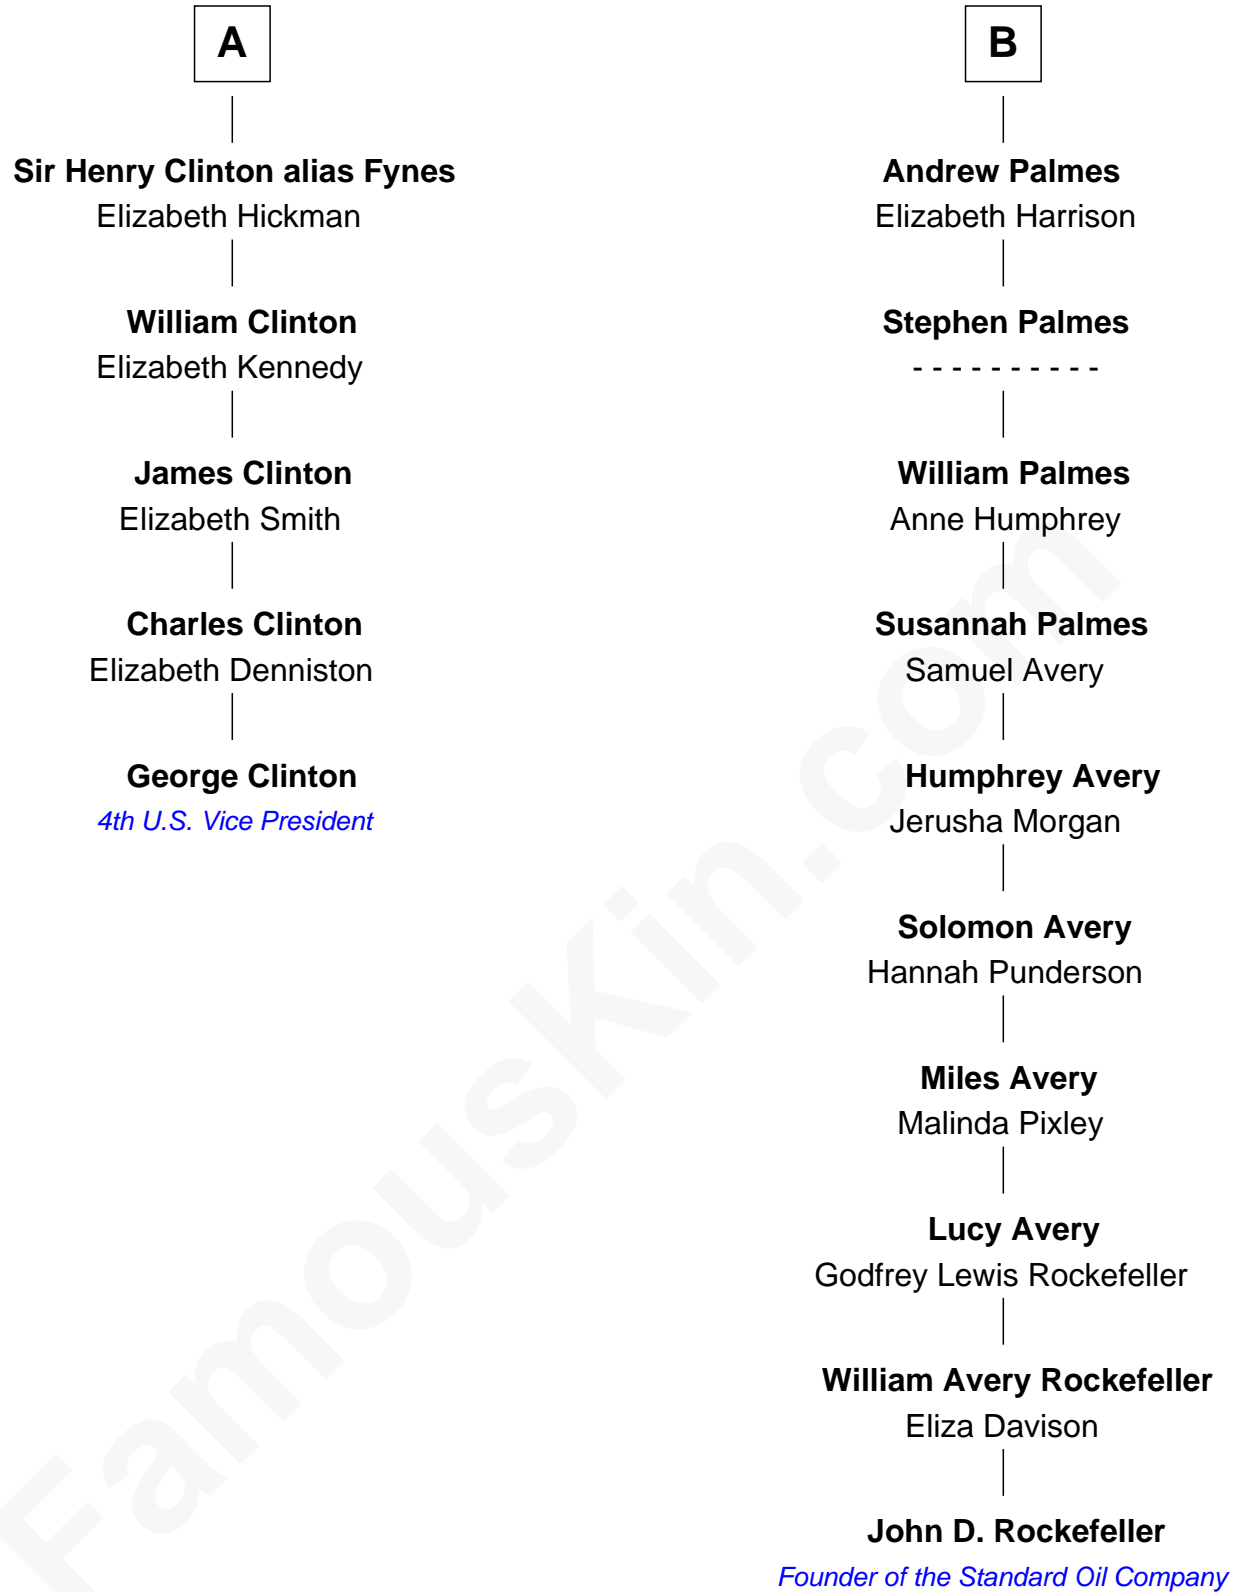 A
Sir Henry Clinton alias Fynes
Elizabeth Hickman
William Clinton
Elizabeth Kennedy
James Clinton
Elizabeth Smith
Charles Clinton
Elizabeth Denniston
George Clinton
4th U.S. Vice President
B
Andrew Palmes
Elizabeth Harrison
Stephen Palmes
- - - - - - - - - -
William Palmes
Anne Humphrey
Susannah Palmes
Samuel Avery
Humphrey Avery
Jerusha Morgan
Solomon Avery
Hannah Punderson
Miles Avery
Malinda Pixley
Lucy Avery
Godfrey Lewis Rockefeller
William Avery Rockefeller
Eliza Davison
John D. Rockefeller
Founder of the Standard Oil Company
FamousKin.com